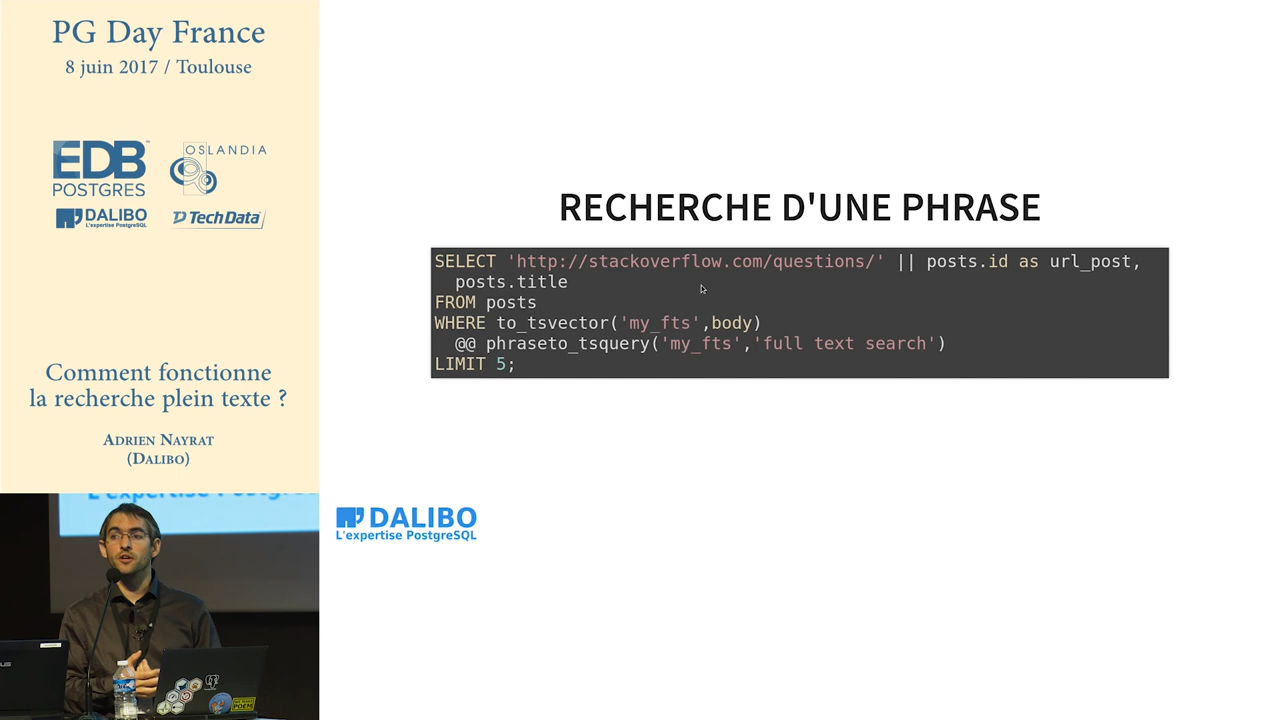 PG Day France
8 juin 2017 / Toulouse
EDB
POSTGRES
OSLANDIA
DALIBO
L'expertise PostgreSQL
Tech Data
Comment fonctionne
la recherche plein texte ?
ADRIEN NAYRAT
(DALIBO)
RECHERCHE D'UNE PHRASE
SELECT 'http://stackoverflow.com/questions/' || posts.id as url_post,
posts.title
FROM posts
WHERE to_tsvector('my_fts',body)
@@ phraseto_tsquery('my_fts','full text search')
LIMIT 5;
DALIBO
L'expertise PostgreSQL